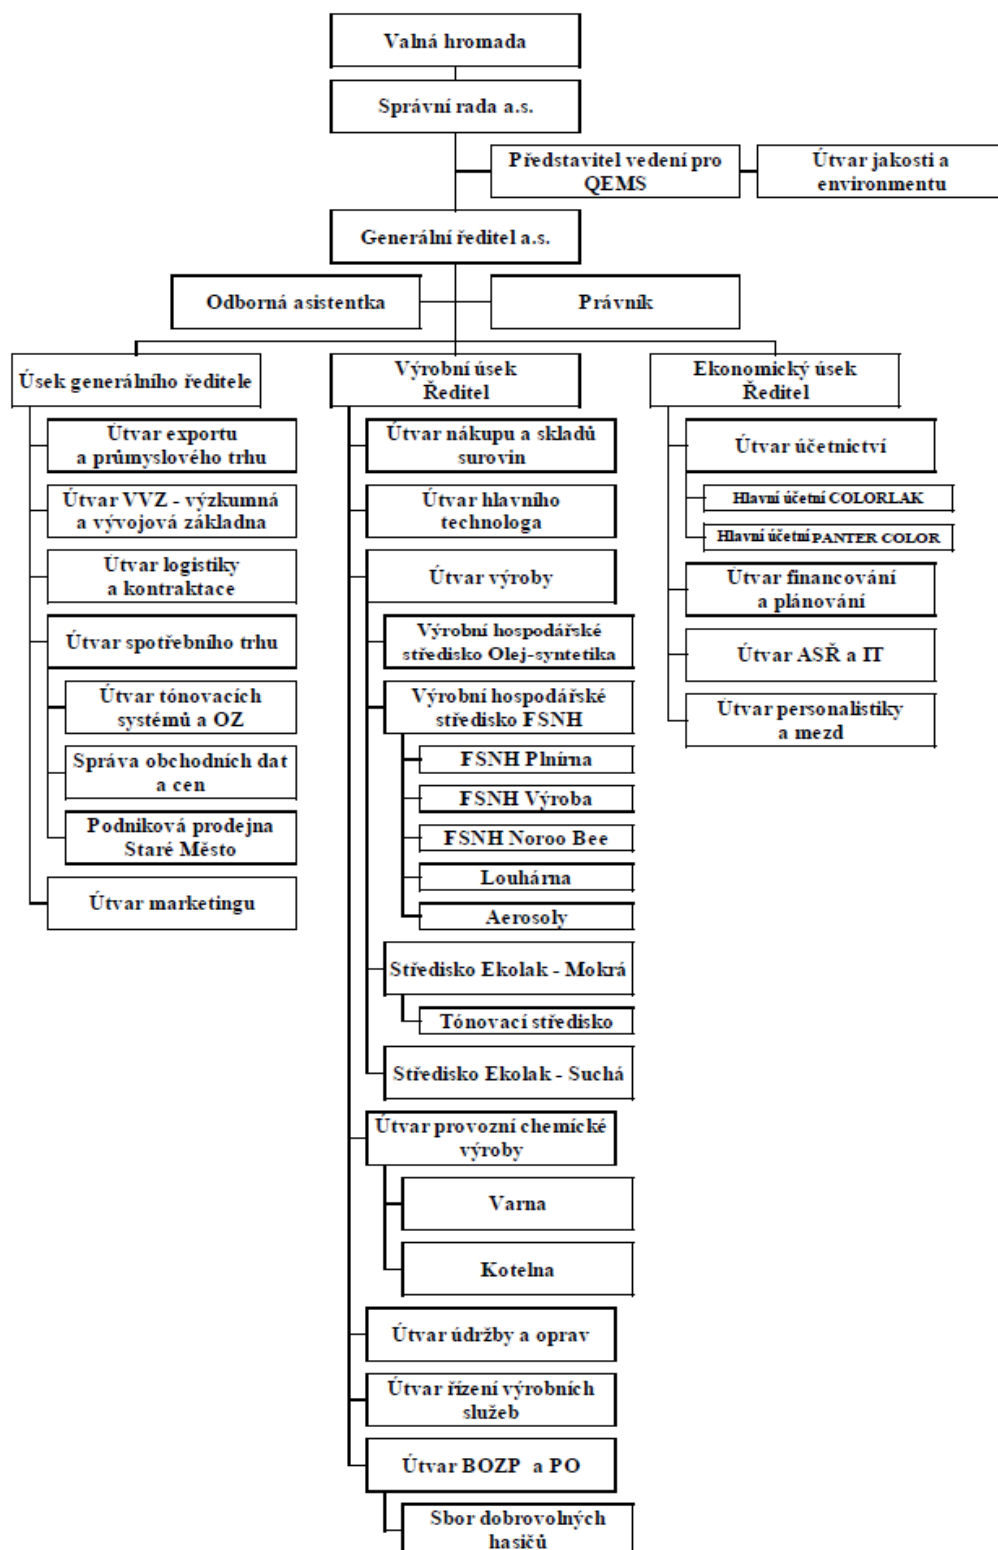 Valná hromada
Správní rada a.s.
Představitel vedení pro
QEMS
Útvar jakosti a
environmentu
Generální ředitel a.s.
Odborná asistentka
Právník
Úsek generálního ředitele
Útvar exportu
a průmyslového trhu
Útvar VVZ - výzkumná
a vývojová základna
Útvar logistiky
a kontraktace
Útvar spotřebního trhu
Útvar tónovacích
systémů a OZ
Správa obchodních dat
a cen
Podniková prodejna
Staré Město
Útvar marketingu
Výrobní úsek
Ředitel
Útvar nákupu a skladů
surovin
Útvar hlavního
technologa
Útvar výroby
Výrobní hospodářské
středisko Olej-syntetika
Výrobní hospodářské
středisko FSNH
FSNH Plnírna
FSNH Výroba
FSNH Noroo Bee
Louhárna
Aerosoly
Středisko Ekolak - Mokrá
Tónovací středisko
Středisko Ekolak - Suchá
Útvar provozní chemické
výroby
Varna
Kotelna
Útvar údržby a oprav
Útvar řízení výrobních
služeb
Útvar BOZP a PO
Sbor dobrovolných
hasičů
Ekonomický úsek
Ředitel
Útvar účetnictví
Hlavní účetní COLORLAK
Hlavní účetní PANTER COLOR
Útvar financování
a plánování
Útvar ASŘ a IT
Útvar personalistiky
a mezd